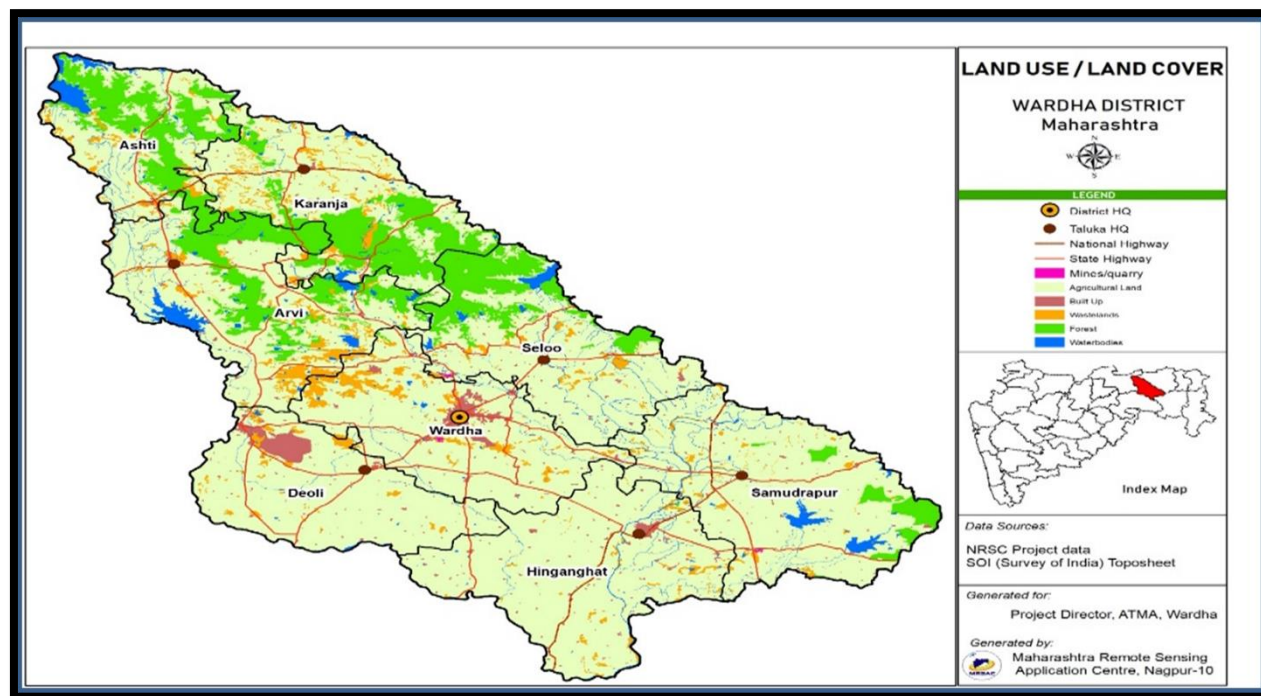 LAND USE / LAND COVER
WARDHA DISTRICT
Maharashtra
N
W E
S
LEGEND
District HQ
Taluka HQ
National Highway
State Highway
Mines/quarry
Agricultural Land
Built Up
Wastelands
Forest
Waterbodies
Index Map
Data Sources:
NRSC Project data
SOI (Survey of India) Toposheet
Generated for:
Project Director, ATMA, Wardha
Generated by:
MRSAC
Maharashtra Remote Sensing
Application Centre, Nagpur-10
Ashti
Karanja
Arvi
Seloo
Wardha
Deoli
Samudrapur
Hinganghat